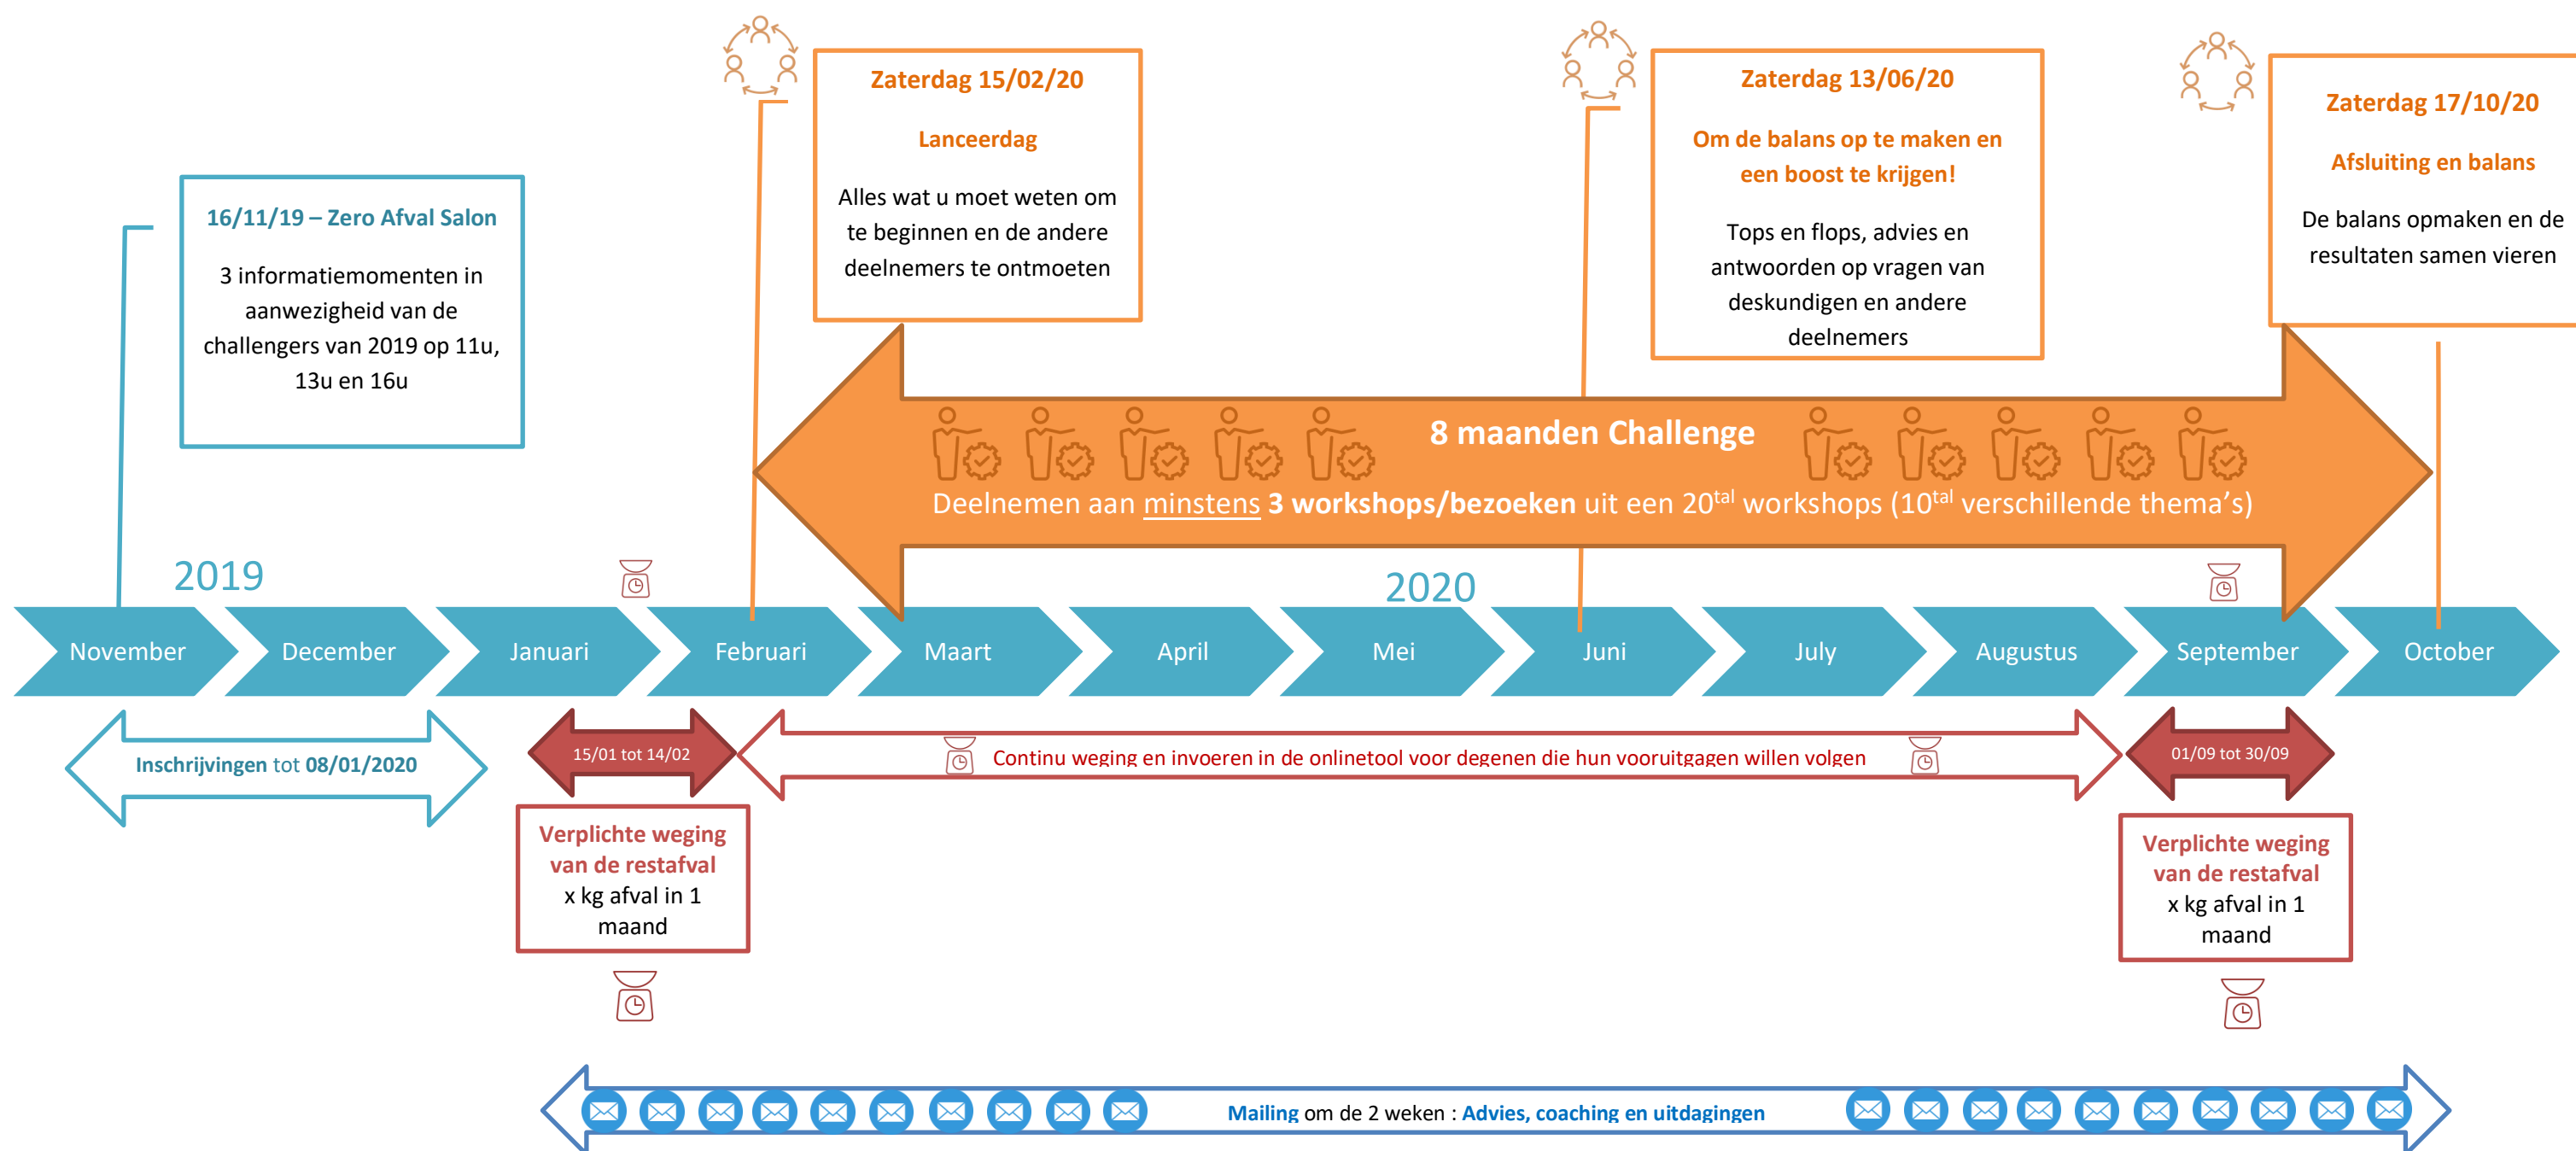 Zaterdag 15/02/20
Lanceerdag
Alles wat u moet weten om
te beginnen en de andere
deelnemers te ontmoeten
Zaterdag 13/06/20
Om de balans op te maken en
een boost te krijgen!
Tops en flops, advies en
antwoorden op vragen van
deskundigen en andere
deelnemers
Zaterdag 17/10/20
Afsluiting en balans
De balans opmaken en de
resultaten samen vieren
16/11/19 – Zero Afval Salon
3 informatiemomenten in
aanwezigheid van de
challengers van 2019 op 11u,
13u en 16u
8 maanden Challenge
Deelnemen aan minstens 3 workshops/bezoeken uit een 20tal workshops (10tal verschillende thema's)
2019
2020
November
December
Januari
Februari
Maart
April
Mei
Juni
July
Augustus
September
October
Inschrijvingen tot 08/01/2020
15/01 tot 14/02
Continu weging en invoeren in de onlinetool voor degenen die hun vooruitgagen willen volgen
01/09 tot 30/09
Verplichte weging
van de restafval
x kg afval in 1
maand
Verplichte weging
van de restafval
x kg afval in 1
maand
Mailing om de 2 weken : Advies, coaching en uitdagingen